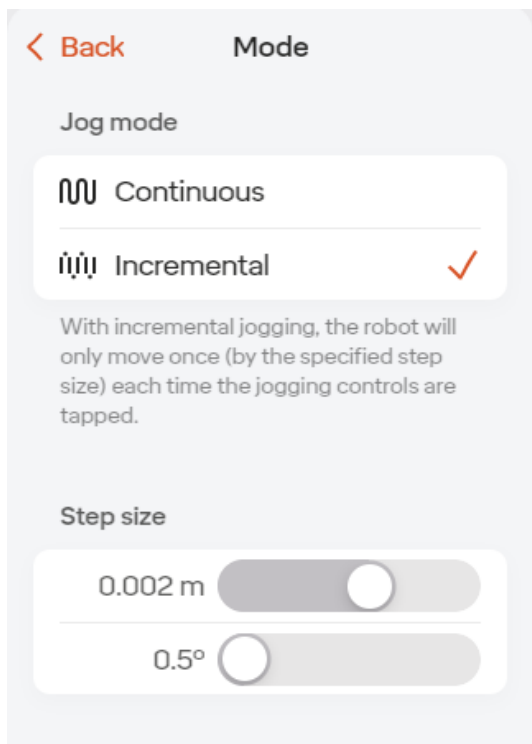 Back
Mode
Jog mode
Continuous
Incremental
With incremental jogging, the robot will
only move once (by the specified step
size) each time the jogging controls are
tapped.
Step size
0.002 m
0.5º